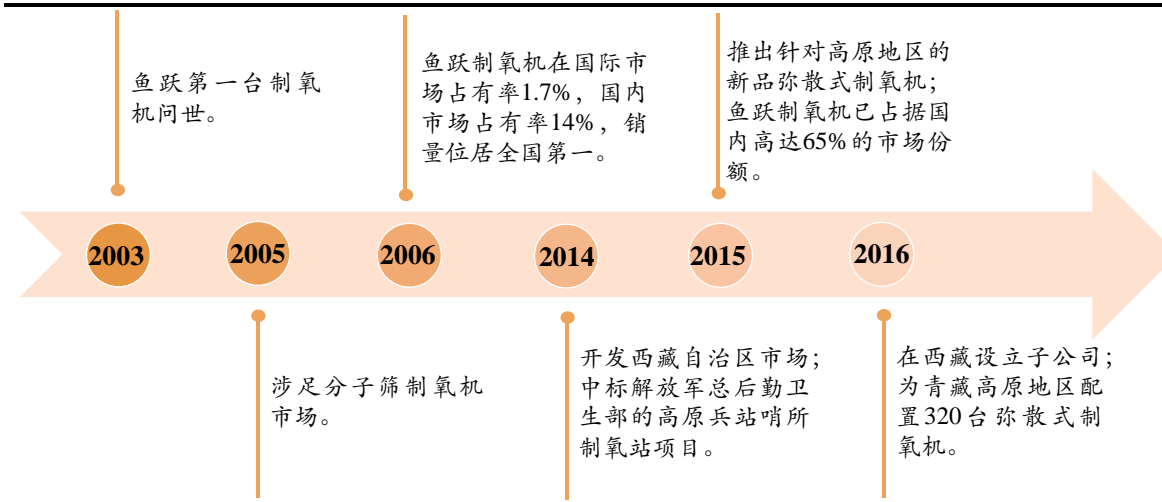 鱼跃第一台制氧
机问世。
鱼跃制氧机在国际市
场占有率1.7%，国内
市场占有率14%，销
量位居全国第一。
推出针对高原地区的
新品弥散式制氧机；
鱼跃制氧机已占据国
内高达65%的市场份
额。
2003
2005
2006
2014
2015
2016
涉足分子筛制氧机
市场。
开发西藏自治区市场；
中标解放军总后勤卫
生部的高原兵站哨所
制氧站项目。
在西藏设立子公司；
为青藏高原地区配
置320台弥散式制
氧机。